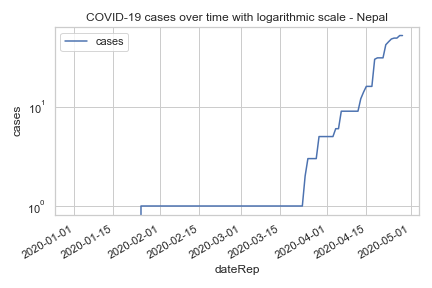 COVID-19 cases over time with logarithmic scale - Nepal
cases
cases
10¹
10⁰
2020-01-01
2020-01-15
2020-02-01
2020-02-15
2020-03-01
2020-03-15
2020-04-01
2020-04-15
2020-05-01
dateRep